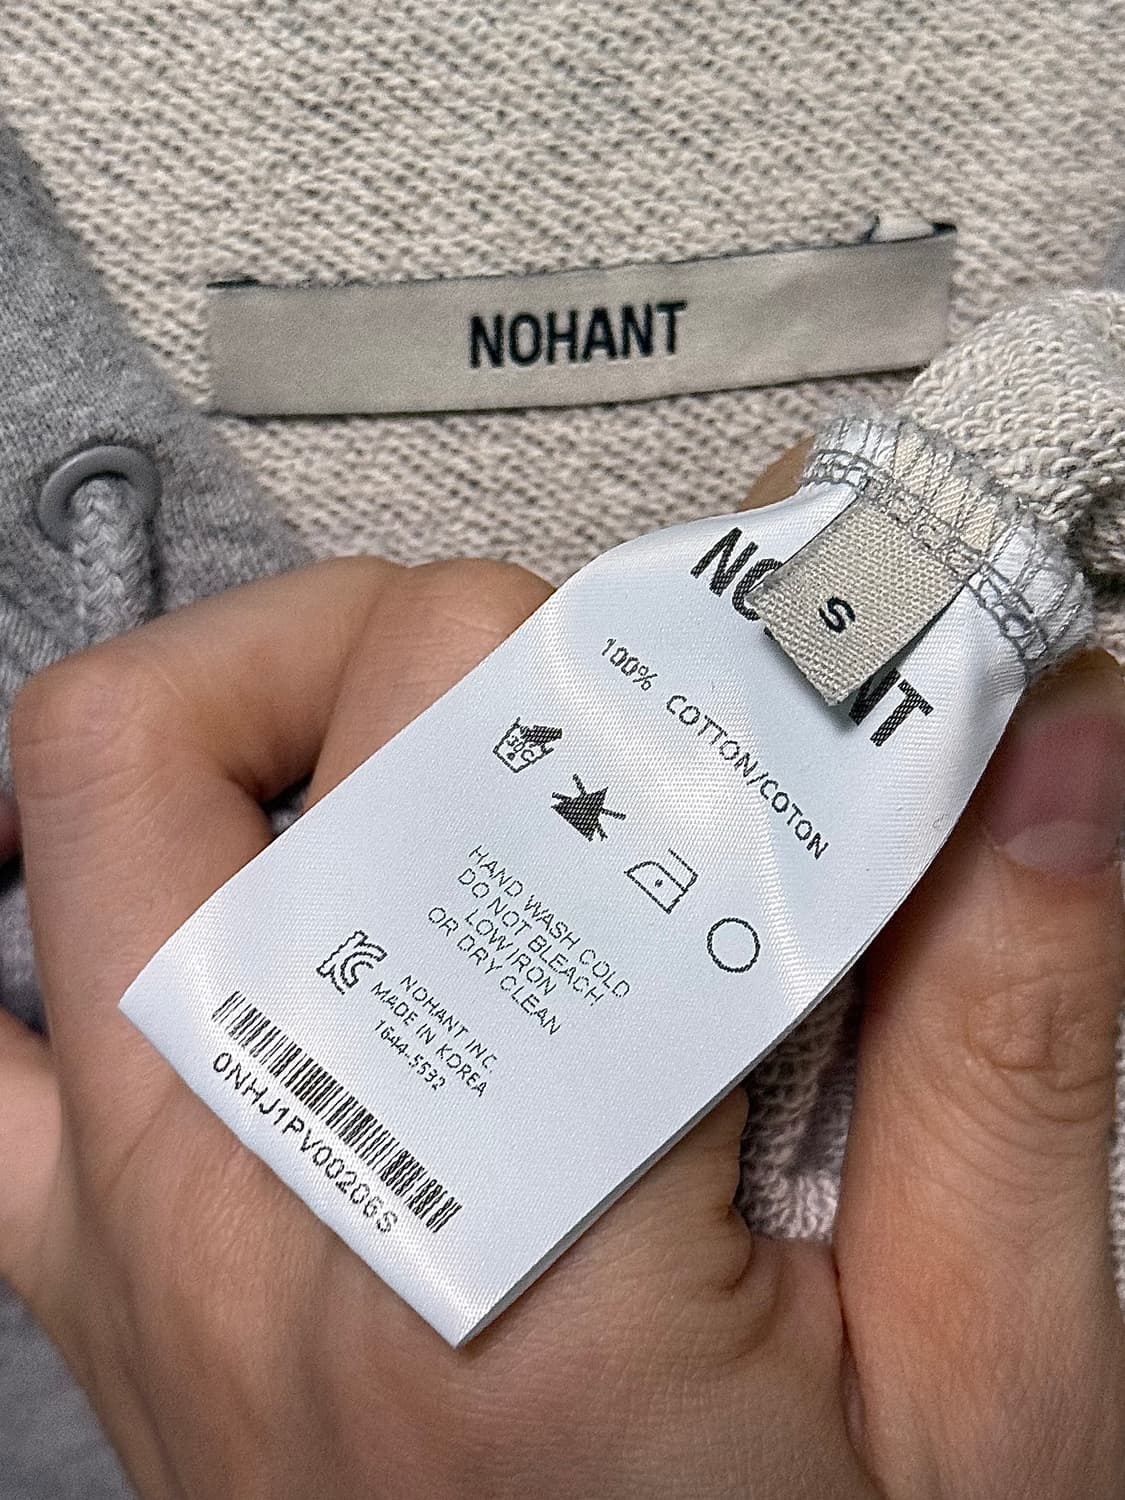 NOHANT
S
100% COTTON/COTON
30°C
HAND WASH COLD
DO NOT BLEACH
LOW IRON
OR DRY CLEAN
NOHANT INC.
MADE IN KOREA
1644-5532
0NHJ1PV00206S